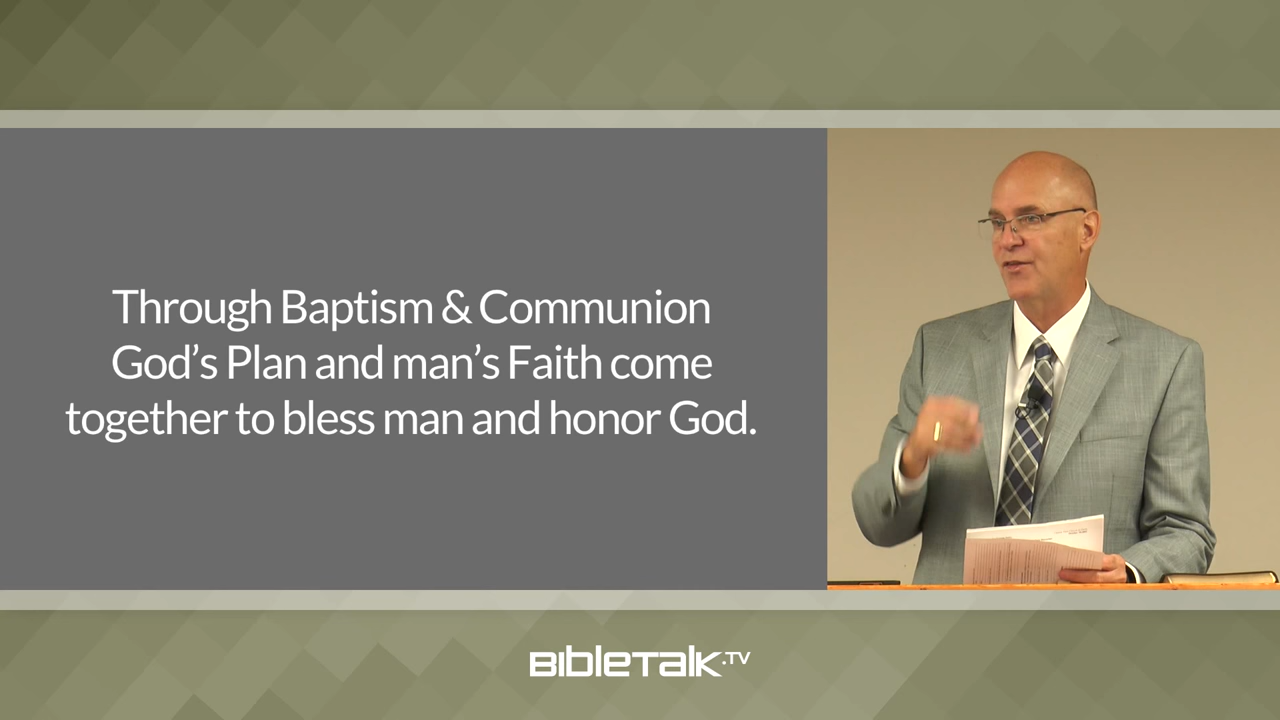 Through Baptism & Communion
God’s Plan and man’s Faith come
together to bless man and honor God.
BibleTalk.TV